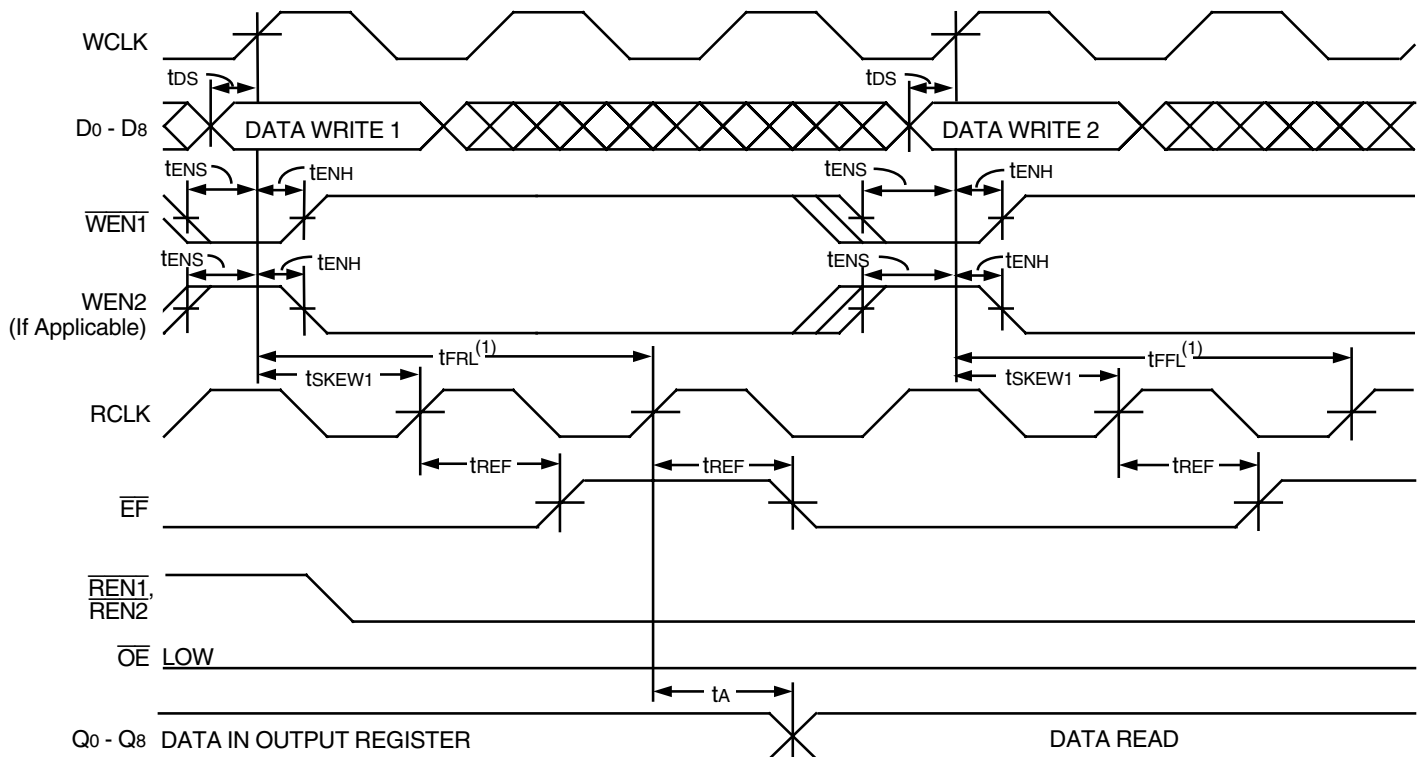 WCLK
tDS tDS
D0 - D8 DATA WRITE 1 DATA WRITE 2
tENS tENH tENS tENH
WEN1
tENS tENH tENS tENH
WEN2
(If Applicable)
tFRL(1) tFFL(1)
tSKEW1 tSKEW1
RCLK
tREF tREF tREF
EF
REN1,
REN2
OE LOW
tA
Q0 - Q8 DATA IN OUTPUT REGISTER DATA READ